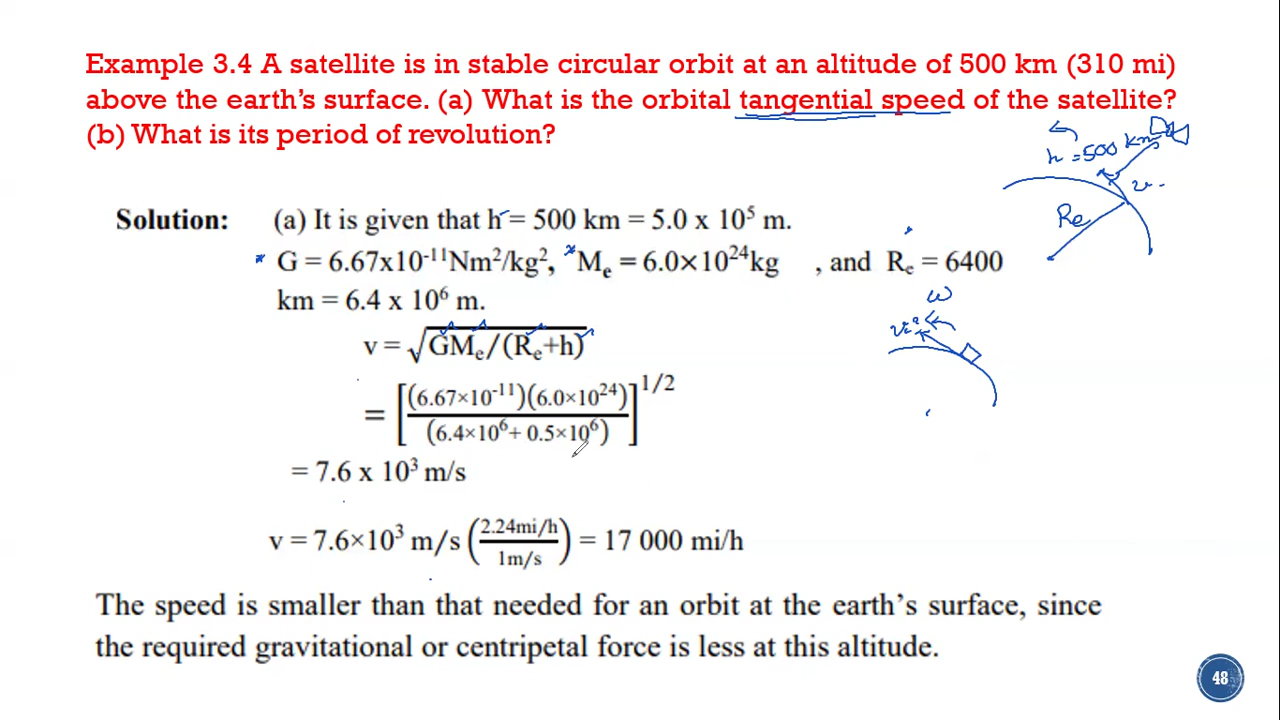 Example 3.4 A satellite is in stable circular orbit at an altitude of 500 km (310 mi)
above the earth's surface. (a) What is the orbital tangential speed of the satellite?
(b) What is its period of revolution?
h = 500 km
v
Re
Solution: (a) It is given that h = 500 km = 5.0 x 10⁵ m.
* G = 6.67x10⁻¹¹Nm²/kg², *Mₑ = 6.0×10²⁴kg , and Rₑ = 6400
km = 6.4 x 10⁶ m.
ω
v = √GMₑ/(Rₑ+h)
= [(6.67×10⁻¹¹)(6.0×10²⁴)/(6.4×10⁶+ 0.5×10⁶)]^1/2
= 7.6 x 10³ m/s
v = 7.6×10³ m/s (2.24mi/h / 1m/s) = 17 000 mi/h
The speed is smaller than that needed for an orbit at the earth's surface, since
the required gravitational or centripetal force is less at this altitude.
48